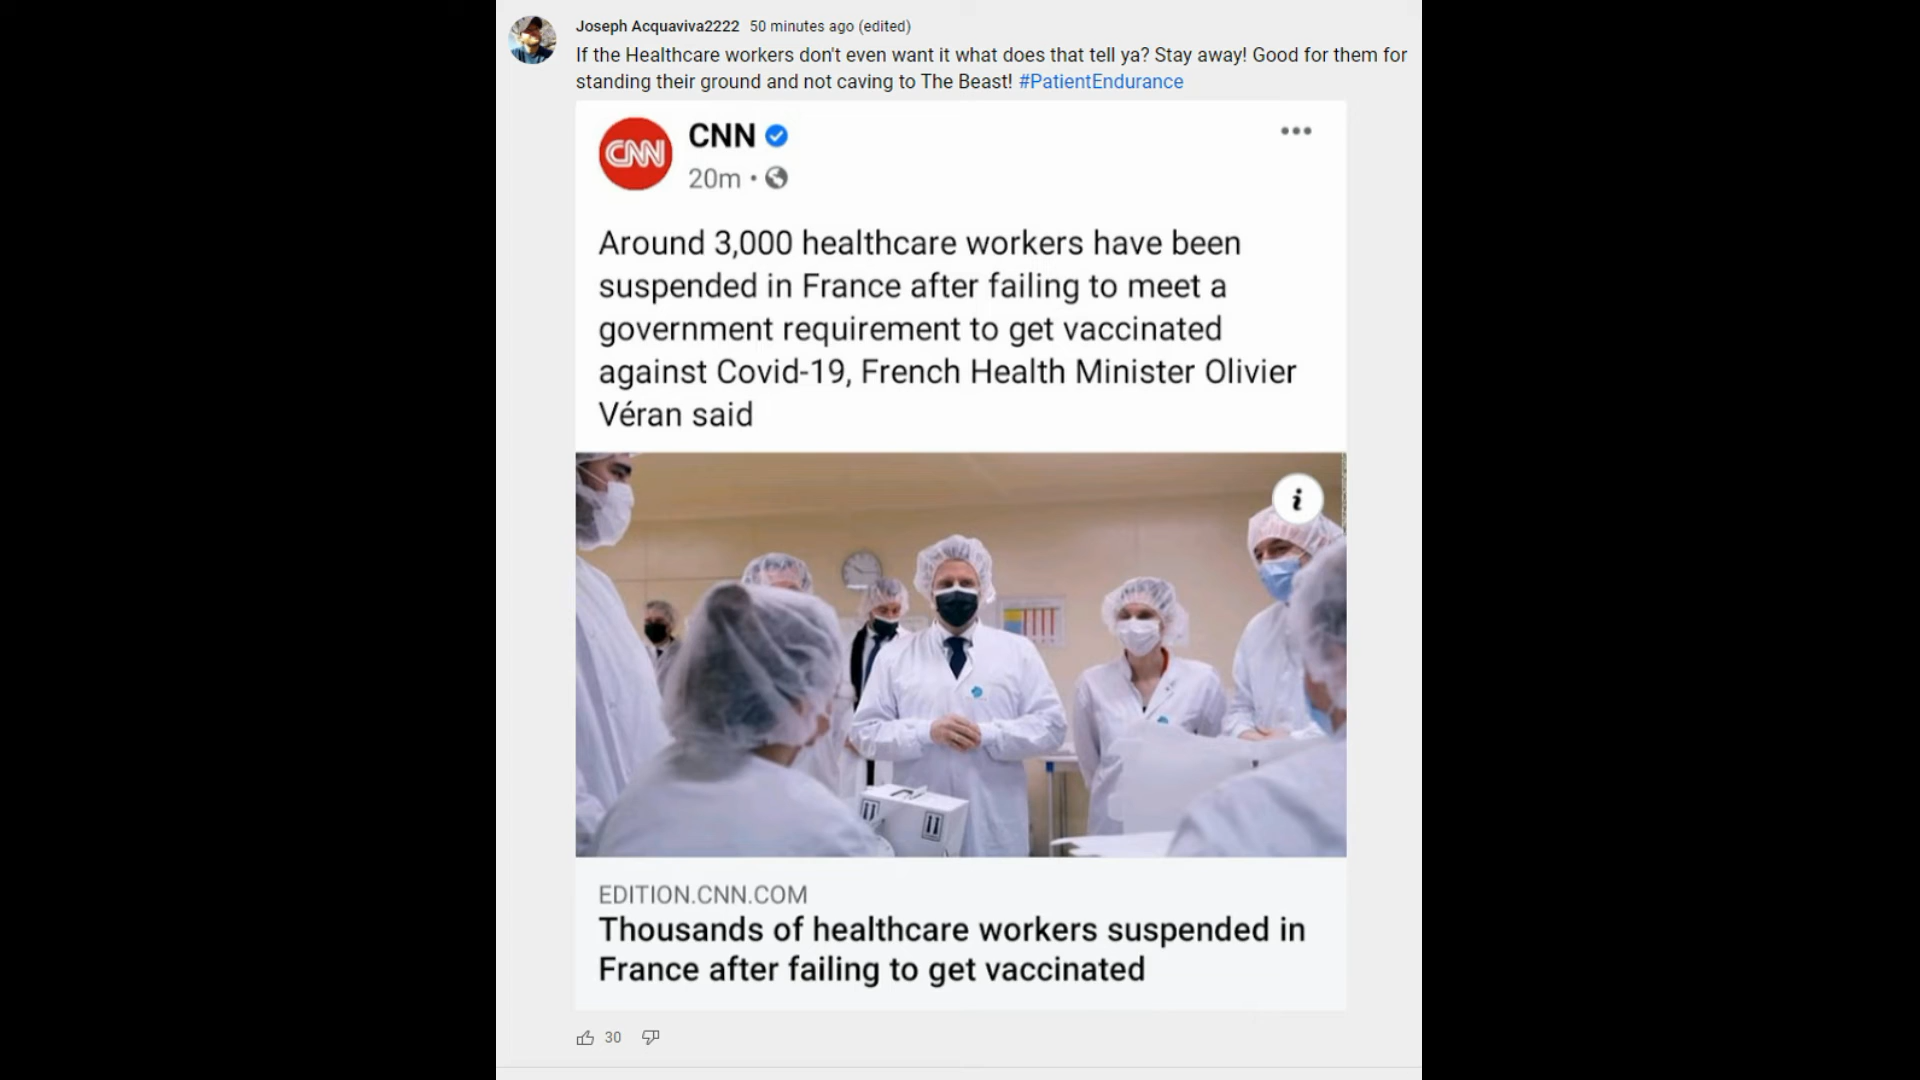 Joseph Acquaviva2222 50 minutes ago (edited)
If the Healthcare workers don't even want it what does that tell ya? Stay away! Good for them for
standing their ground and not caving to The Beast! #PatientEndurance
CNN
CNN
20m •
Around 3,000 healthcare workers have been
suspended in France after failing to meet a
government requirement to get vaccinated
against Covid-19, French Health Minister Olivier
Véran said
i
EDITION.CNN.COM
Thousands of healthcare workers suspended in
France after failing to get vaccinated
30